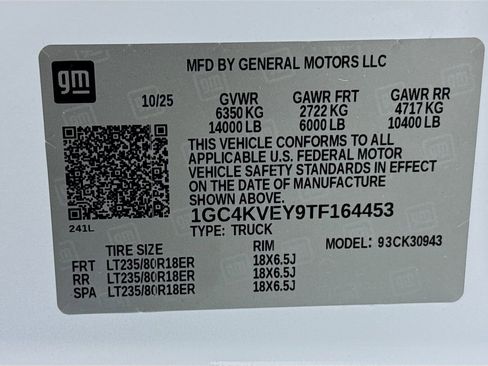 gm
MFD BY GENERAL MOTORS LLC
10/25 GVWR GAWR FRT GAWR RR
6350 KG 2722 KG 4717 KG
14000 LB 6000 LB 10400 LB
THIS VEHICLE CONFORMS TO ALL
APPLICABLE U.S. FEDERAL MOTOR
VEHICLE SAFETY STANDARDS IN EFFECT
ON THE DATE OF MANUFACTURE
SHOWN ABOVE.
1GC4KVEY9TF164453
241L TYPE: TRUCK
TIRE SIZE RIM MODEL: 93CK30943
FRT LT235/80R18ER 18X6.5J
RR LT235/80R18ER 18X6.5J
SPA LT235/80R18ER 18X6.5J